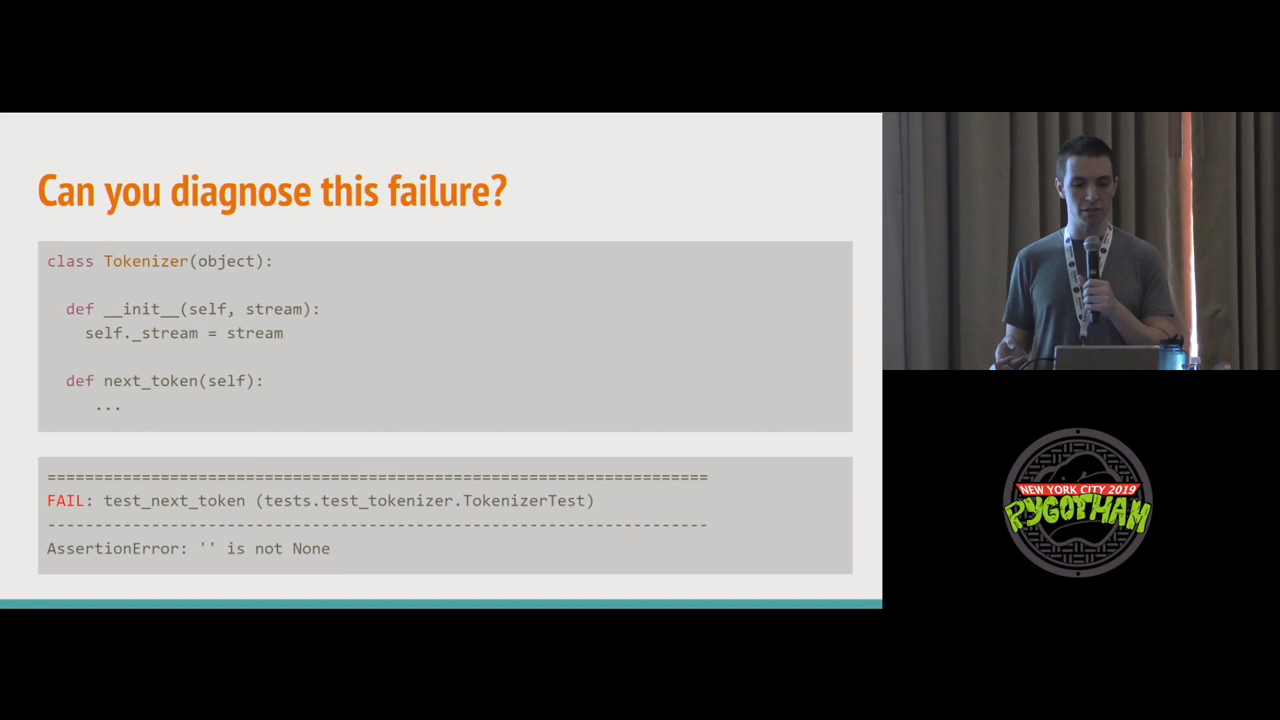 Can you diagnose this failure?
class Tokenizer(object):
def __init__(self, stream):
self._stream = stream
def next_token(self):
...
======================================================================
FAIL: test_next_token (tests.test_tokenizer.TokenizerTest)
----------------------------------------------------------------------
AssertionError: '' is not None
NEW YORK CITY 2019
PYGOTHAM